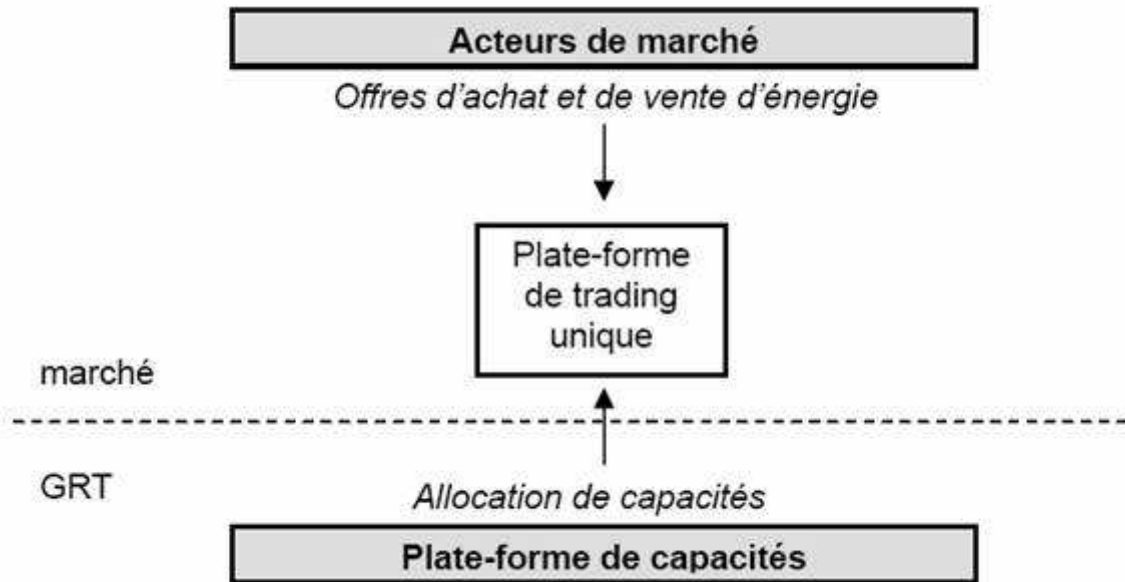 Acteurs de marché
Offres d'achat et de vente d'énergie
Plate-forme
de trading
unique
marché
GRT
Allocation de capacités
Plate-forme de capacités